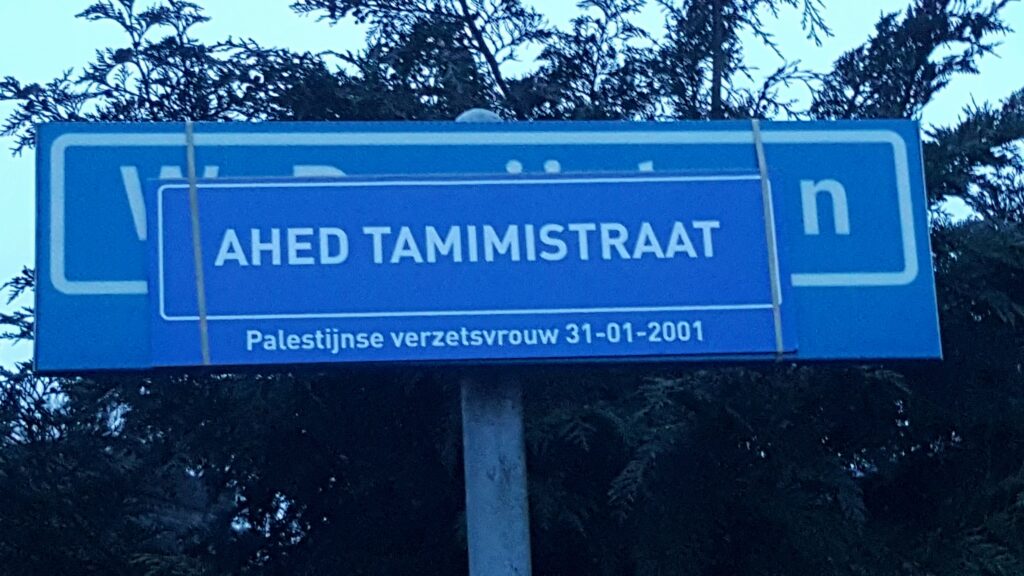 AHED TAMIMISTRAAT
Palestijnse verzetsvrouw 31-01-2001